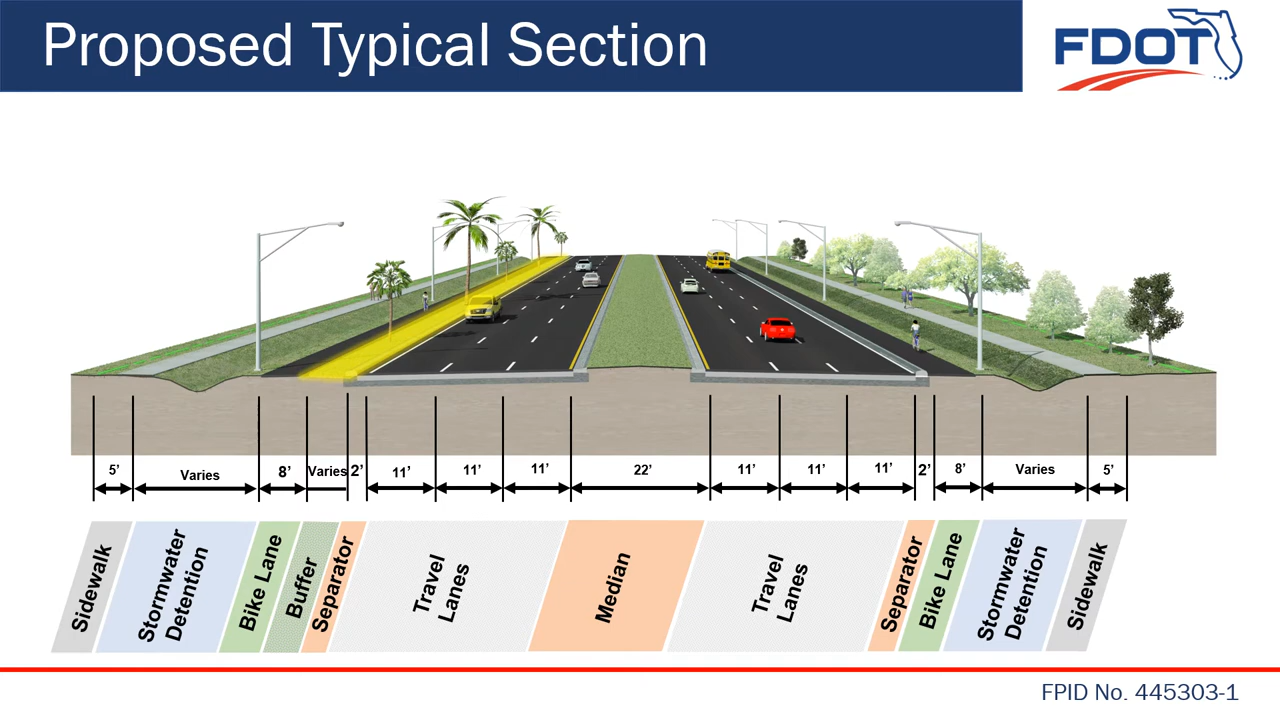 Proposed Typical Section
FDOT
5’
Varies
8’
Varies
2’
11’
11’
11’
22’
11’
11’
11’
2’
8’
Varies
5’
Sidewalk
Stormwater
Detention
Bike Lane
Buffer
Separator
Travel
Lanes
Median
Travel
Lanes
Separator
Bike Lane
Stormwater
Detention
Sidewalk
FPID No. 445303-1